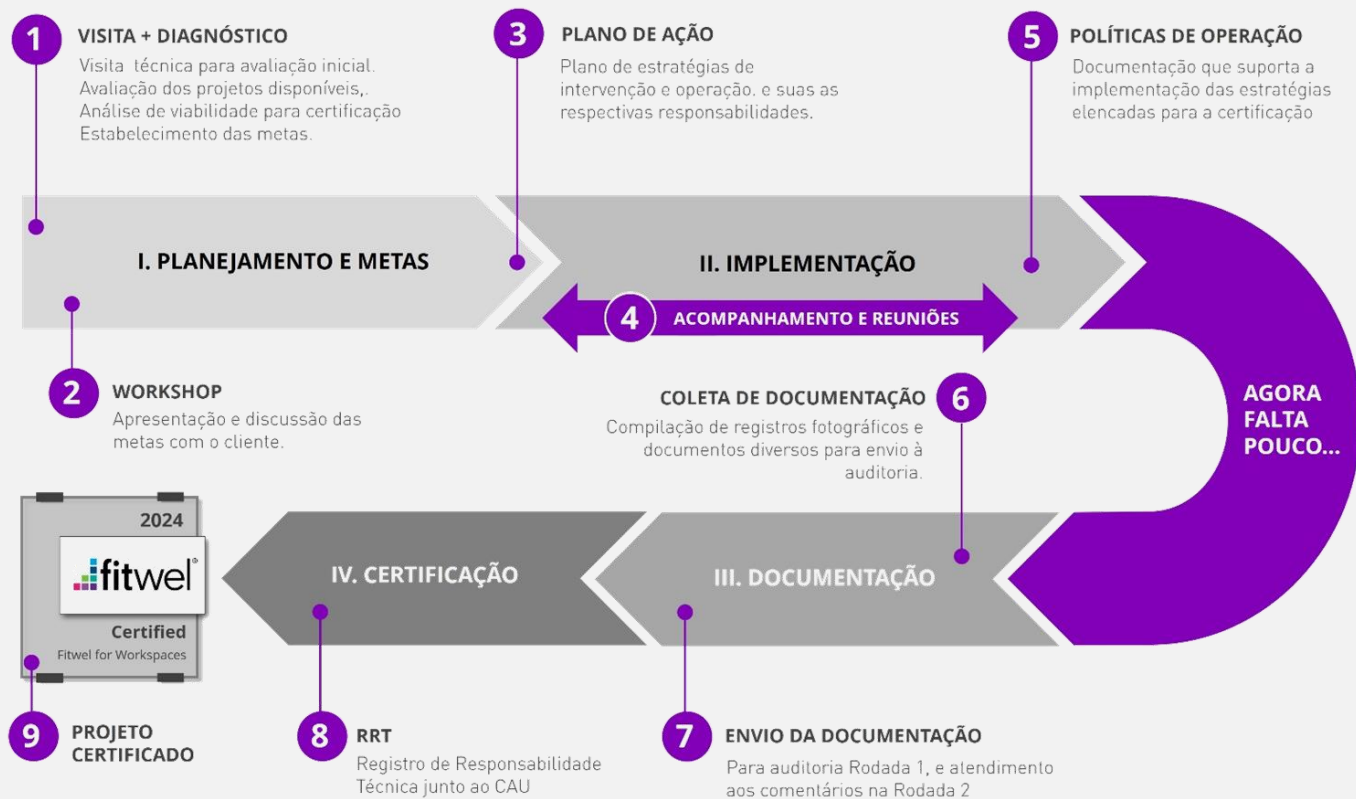 1
VISITA + DIAGNÓSTICO
Visita técnica para avaliação inicial.
Avaliação dos projetos disponíveis,.
Análise de viabilidade para certificação
Estabelecimento das metas.
3
PLANO DE AÇÃO
Plano de estratégias de
intervenção e operação. e suas as
respectivas responsabilidades.
5
POLÍTICAS DE OPERAÇÃO
Documentação que suporta a
implementação das estratégias
elencadas para a certificação
I. PLANEJAMENTO E METAS
II. IMPLEMENTAÇÃO
4
ACOMPANHAMENTO E REUNIÕES
2
WORKSHOP
Apresentação e discussão das
metas com o cliente.
COLETA DE DOCUMENTAÇÃO
6
Compilação de registros fotográficos e
documentos diversos para envio à
auditoria.
AGORA
FALTA
POUCO...
2024
fitwel®
Certified
Fitwel for Workspaces
IV. CERTIFICAÇÃO
III. DOCUMENTAÇÃO
9
PROJETO
CERTIFICADO
8
RRT
Registro de Responsabilidade
Técnica junto ao CAU
7
ENVIO DA DOCUMENTAÇÃO
Para auditoria Rodada 1, e atendimento
aos comentários na Rodada 2